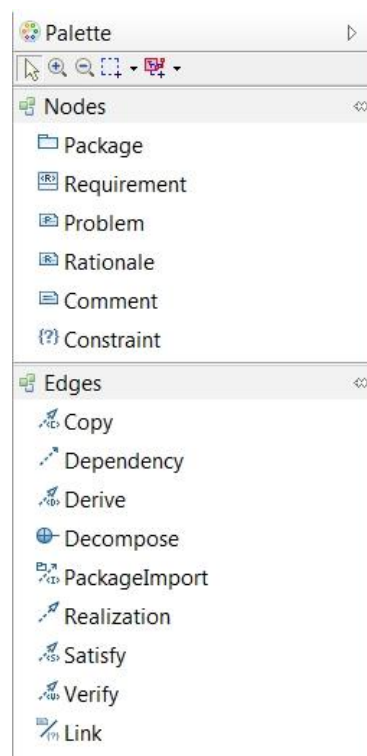 Palette
Nodes
Package
Requirement
Problem
Rationale
Comment
{?} Constraint
Edges
Copy
Dependency
Derive
Decompose
PackageImport
Realization
Satisfy
Verify
Link